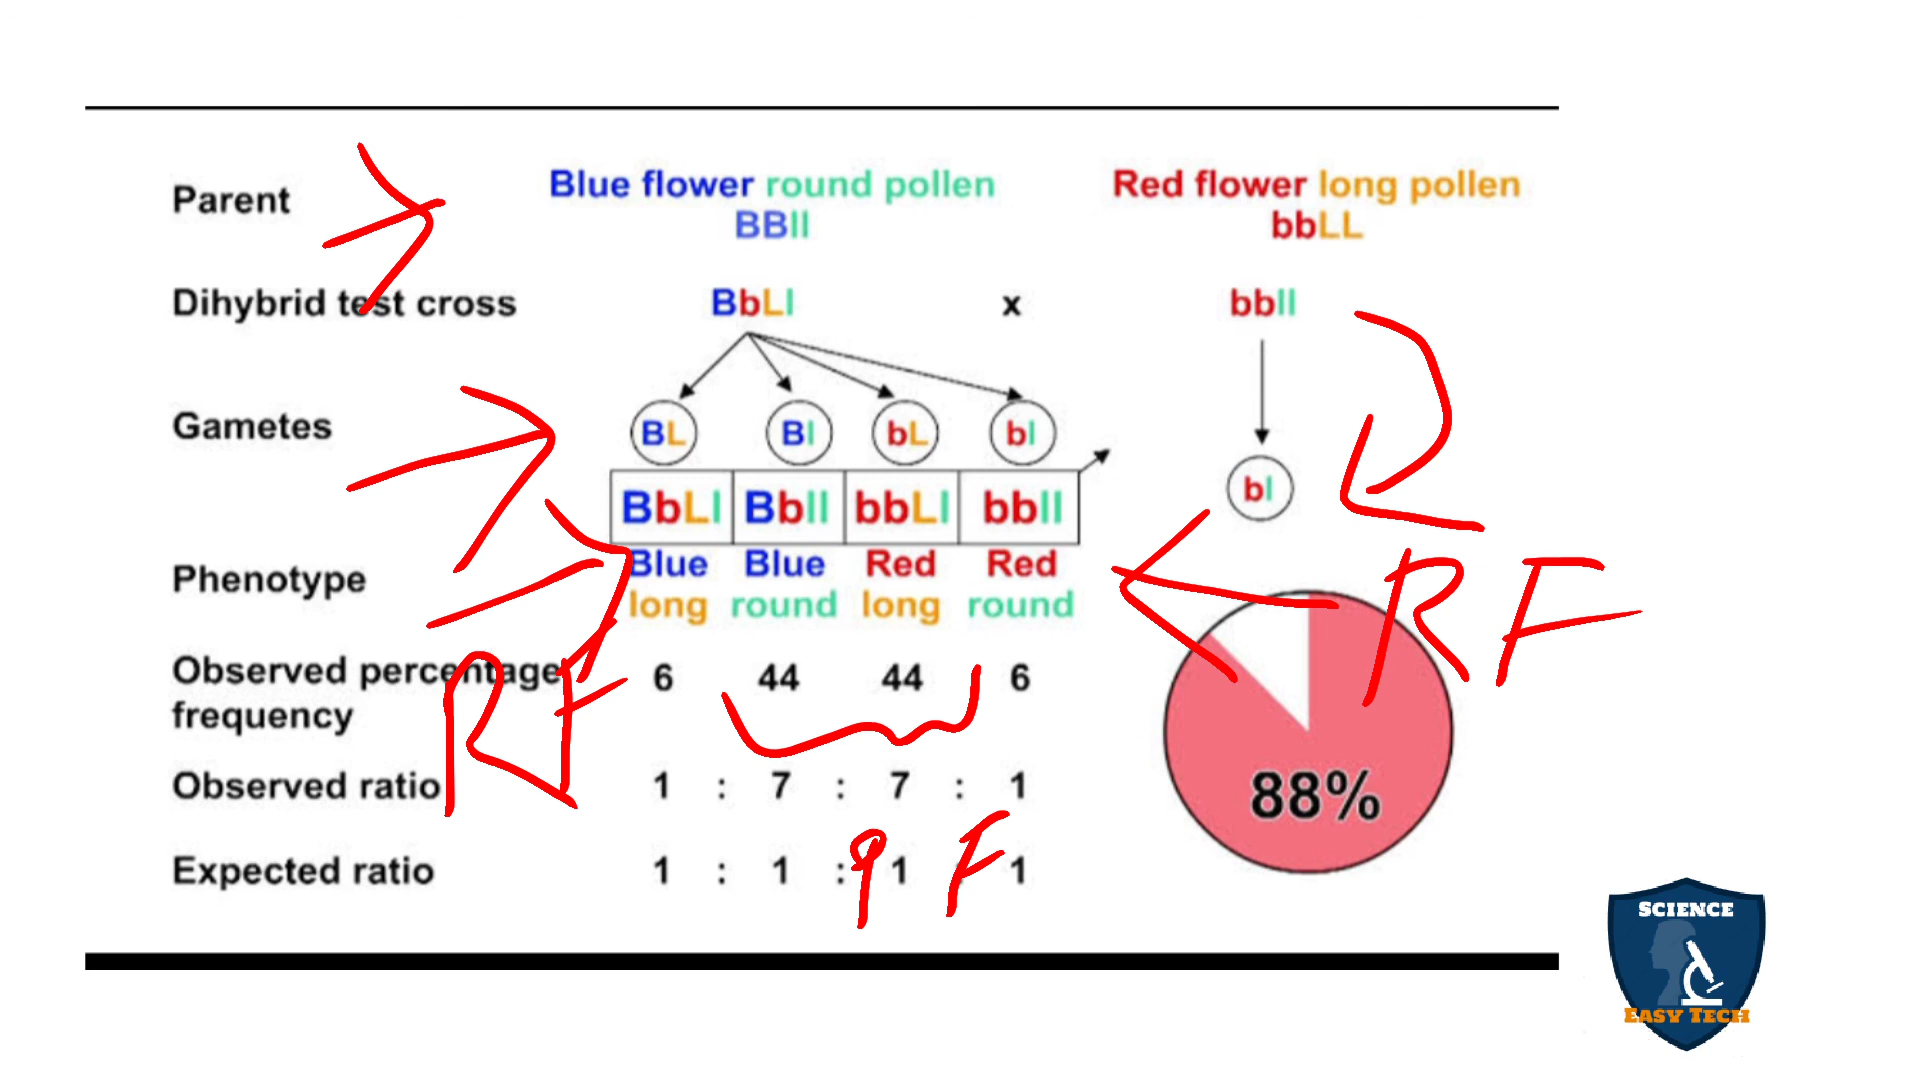 Parent Blue flower round pollen Red flower long pollen
BBll bbLL
Dihybrid test cross BbLl x bbll
Gametes BL Bl bL bl
bl
BbLl Bbll bbLl bbll
Phenotype Blue Blue Red Red
long round long round
RF
Observed percentage 6 44 44 6
frequency
RF
Observed ratio 1 : 7 : 7 : 1
88%
Expected ratio 1 : 1 : 1 : 1
PF
SCIENCE
EASY TECH